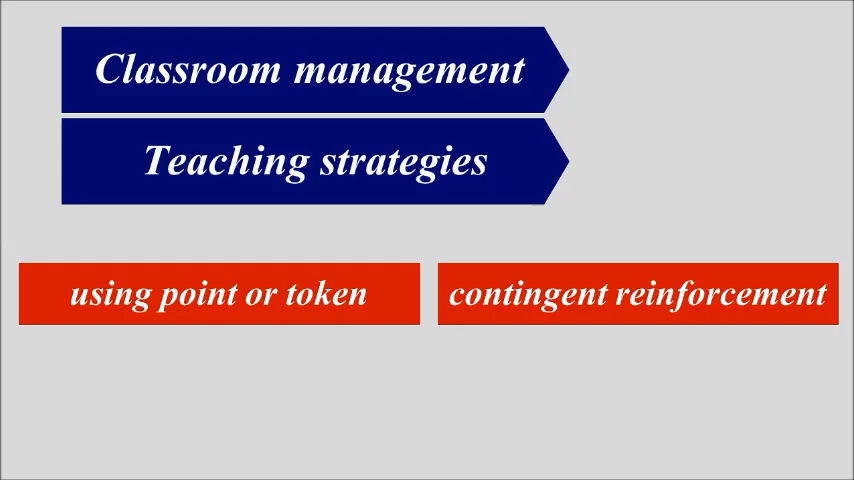 Classroom management
Teaching strategies
using point or token
contingent reinforcement